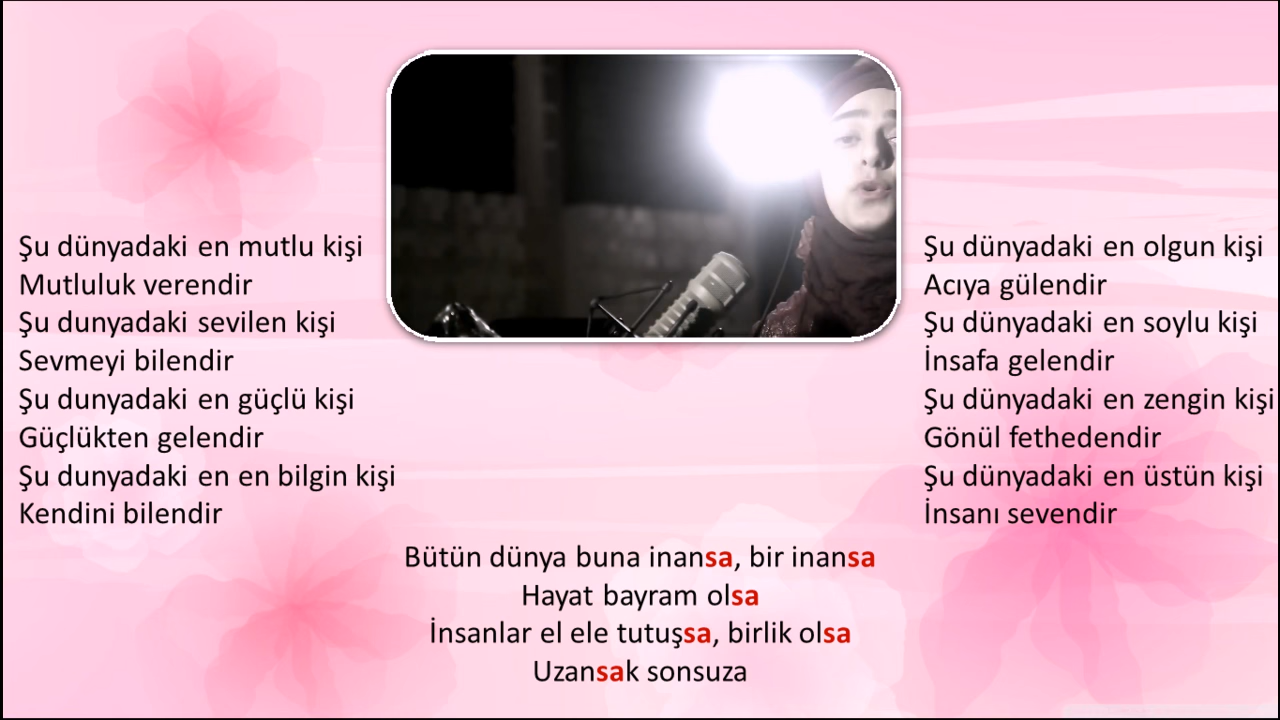 Şu dünyadaki en mutlu kişi
Mutluluk verendir
Şu dunyadaki sevilen kişi
Sevmeyi bilendir
Şu dunyadaki en güçlü kişi
Güçlükten gelendir
Şu dunyadaki en en bilgin kişi
Kendini bilendir
Şu dünyadaki en olgun kişi
Acıya gülendir
Şu dünyadaki en soylu kişi
İnsafa gelendir
Şu dünyadaki en zengin kişi
Gönül fethedendir
Şu dünyadaki en üstün kişi
İnsanı sevendir
Bütün dünya buna inansa, bir inansa
Hayat bayram olsa
İnsanlar el ele tutuşsa, birlik olsa
Uzansak sonsuza